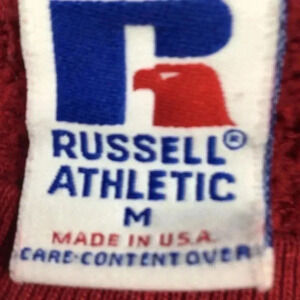 R
RUSSELL®
ATHLETIC
M
MADE IN U.S.A.
CARE·CONTENT OVER